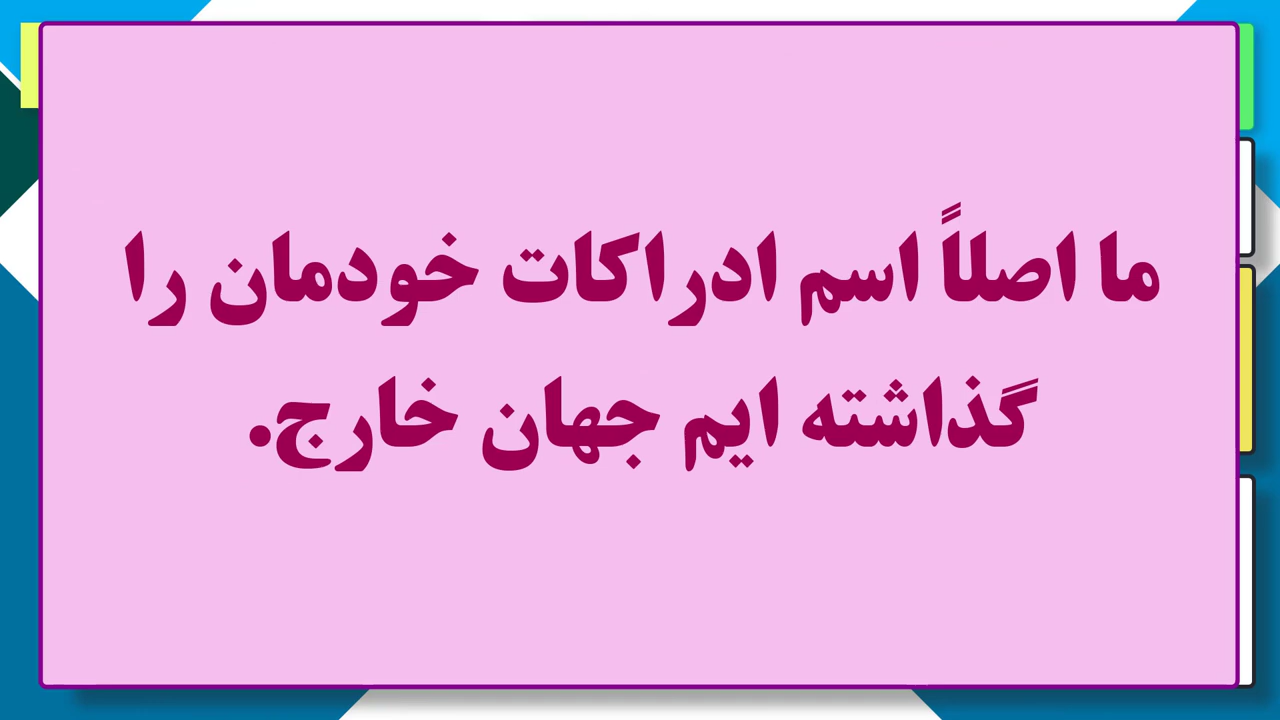 ما اصلاً اسم ادراکات خودمان را
گذاشته ایم جهان خارج.